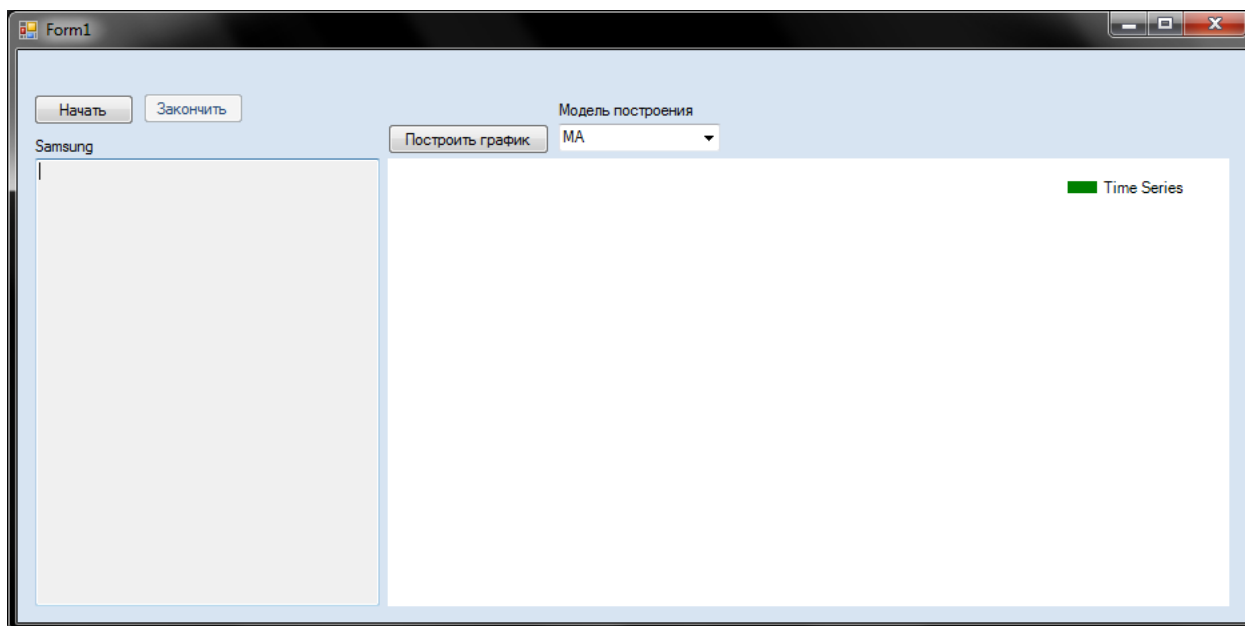 Form1
Начать Закончить
Модель построения
Построить график MA
Samsung
Time Series